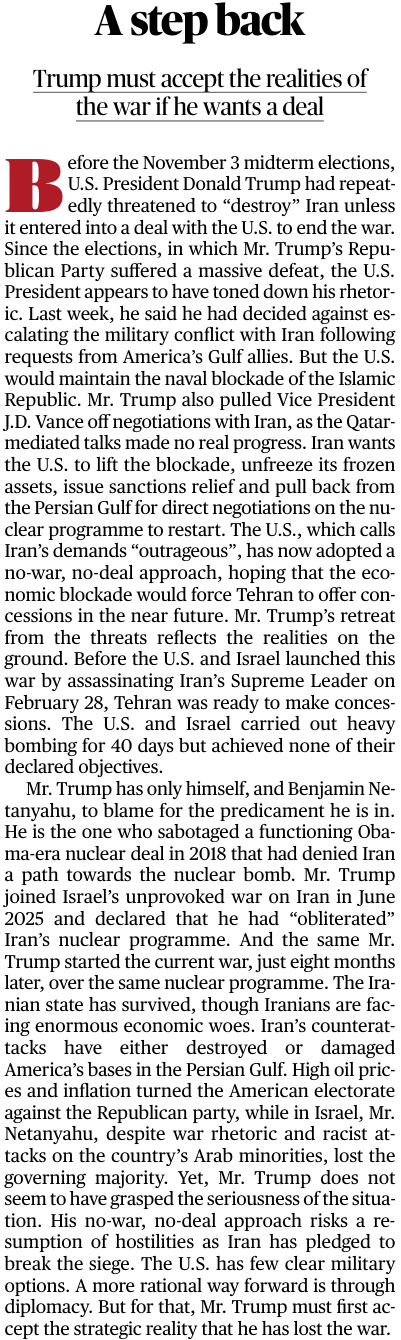 A step back
Trump must accept the realities of
the war if he wants a deal
Before the November 3 midterm elections,
U.S. President Donald Trump had repeat-
edly threatened to “destroy” Iran unless
it entered into a deal with the U.S. to end the war.
Since the elections, in which Mr. Trump’s Repu-
blican Party suffered a massive defeat, the U.S.
President appears to have toned down his rhetor-
ic. Last week, he said he had decided against es-
calating the military conflict with Iran following
requests from America’s Gulf allies. But the U.S.
would maintain the naval blockade of the Islamic
Republic. Mr. Trump also pulled Vice President
J.D. Vance off negotiations with Iran, as the Qatar-
mediated talks made no real progress. Iran wants
the U.S. to lift the blockade, unfreeze its frozen
assets, issue sanctions relief and pull back from
the Persian Gulf for direct negotiations on the nu-
clear programme to restart. The U.S., which calls
Iran’s demands “outrageous”, has now adopted a
no-war, no-deal approach, hoping that the eco-
nomic blockade would force Tehran to offer con-
cessions in the near future. Mr. Trump’s retreat
from the threats reflects the realities on the
ground. Before the U.S. and Israel launched this
war by assassinating Iran’s Supreme Leader on
February 28, Tehran was ready to make conces-
sions. The U.S. and Israel carried out heavy
bombing for 40 days but achieved none of their
declared objectives.
Mr. Trump has only himself, and Benjamin Ne-
tanyahu, to blame for the predicament he is in.
He is the one who sabotaged a functioning Oba-
ma-era nuclear deal in 2018 that had denied Iran
a path towards the nuclear bomb. Mr. Trump
joined Israel’s unprovoked war on Iran in June
2025 and declared that he had “obliterated”
Iran’s nuclear programme. And the same Mr.
Trump started the current war, just eight months
later, over the same nuclear programme. The Ira-
nian state has survived, though Iranians are fac-
ing enormous economic woes. Iran’s counterat-
tacks have either destroyed or damaged
America’s bases in the Persian Gulf. High oil pric-
es and inflation turned the American electorate
against the Republican party, while in Israel, Mr.
Netanyahu, despite war rhetoric and racist at-
tacks on the country’s Arab minorities, lost the
governing majority. Yet, Mr. Trump does not
seem to have grasped the seriousness of the situa-
tion. His no-war, no-deal approach risks a re-
sumption of hostilities as Iran has pledged to
break the siege. The U.S. has few clear military
options. A more rational way forward is through
diplomacy. But for that, Mr. Trump must first ac-
cept the strategic reality that he has lost the war.